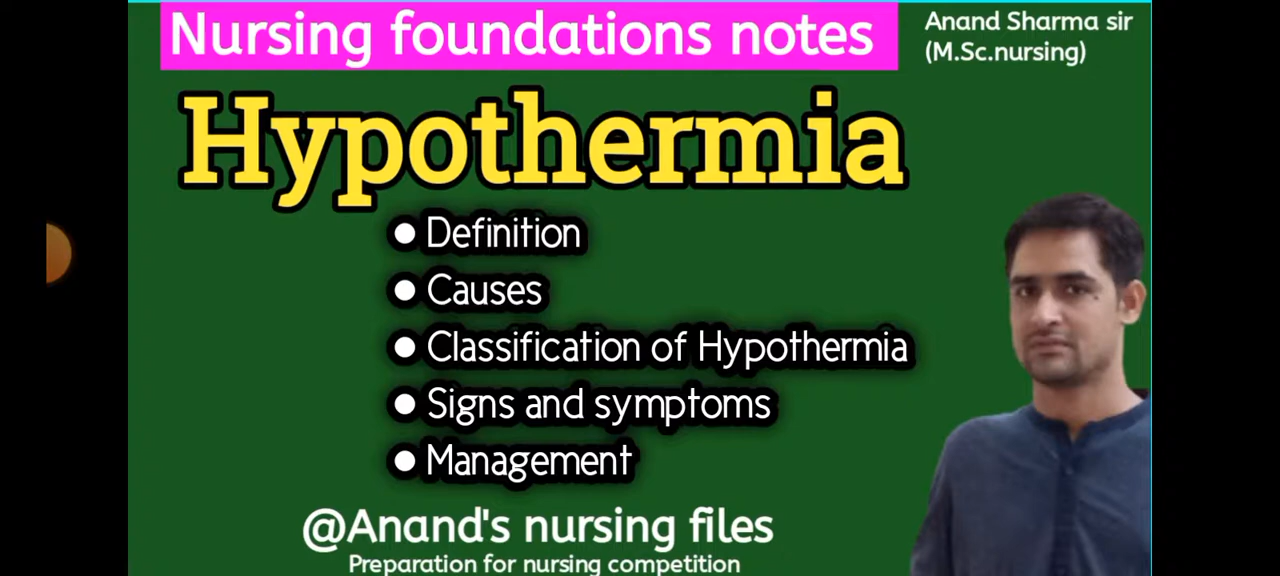 Nursing foundations notes
Anand Sharma sir
(M.Sc.nursing)
Hypothermia
● Definition
● Causes
● Classification of Hypothermia
● Signs and symptoms
● Management
@Anand's nursing files
Preparation for nursing competition